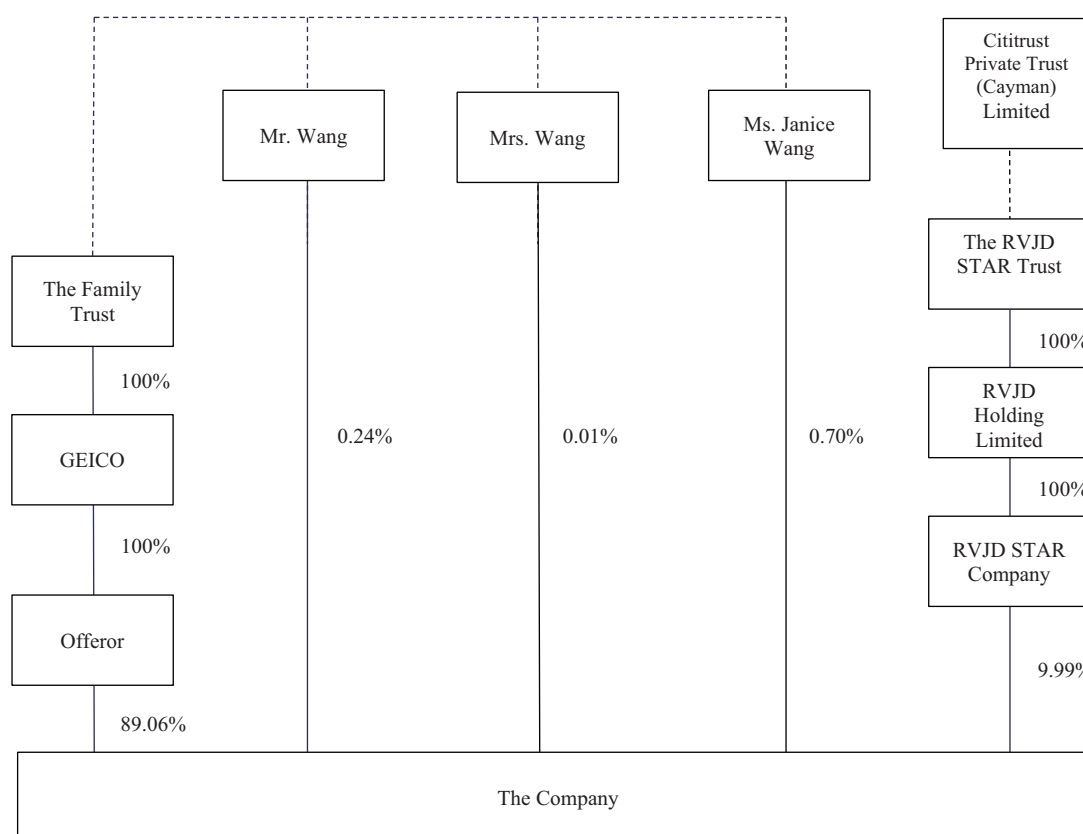 Cititrust
Private Trust
(Cayman)
Limited
Mr. Wang
Mrs. Wang
Ms. Janice
Wang
The Family
Trust
The RVJD
STAR Trust
100%
100%
GEICO
0.24%
0.01%
0.70%
RVJD
Holding
Limited
100%
100%
Offeror
RVJD STAR
Company
89.06%
9.99%
The Company